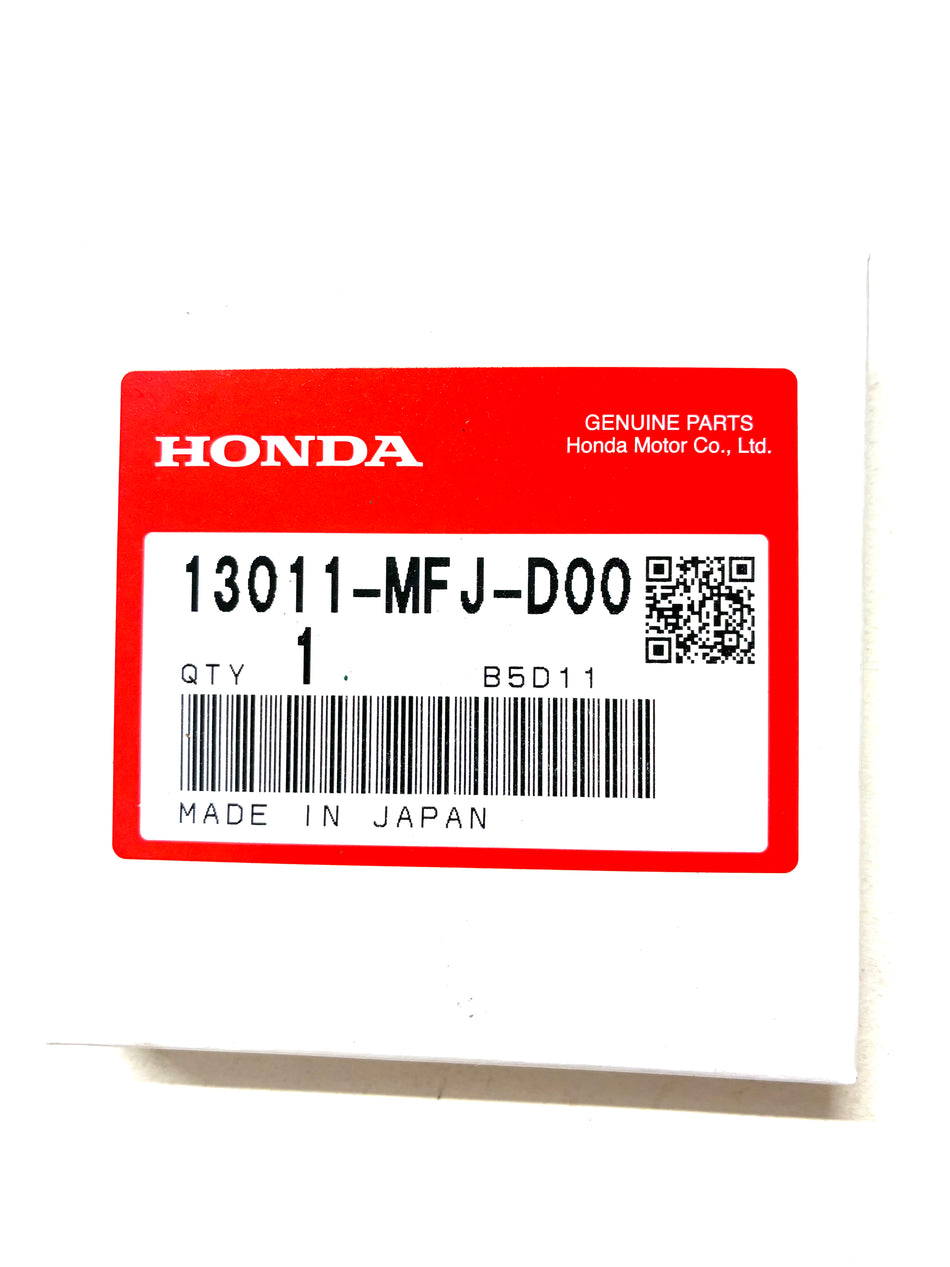 HONDA
GENUINE PARTS
Honda Motor Co., Ltd.
13011-MFJ-D00
QTY 1 B5D11
MADE IN JAPAN